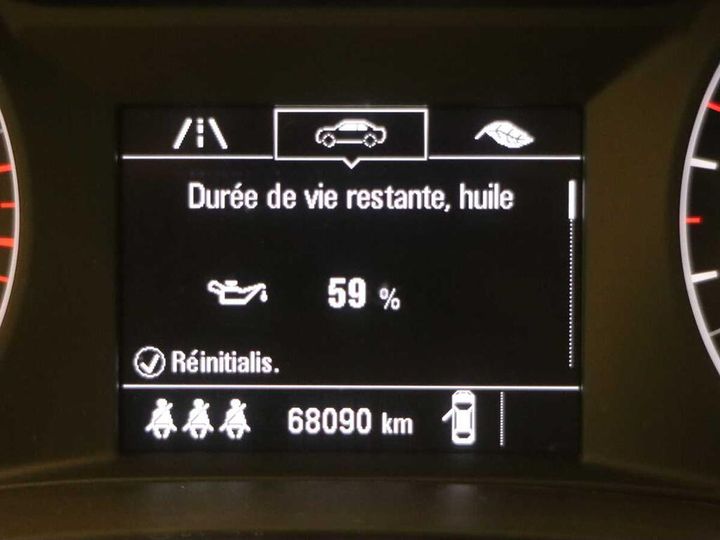 Durée de vie restante, huile
59 %
Réinitialis.
68090 km